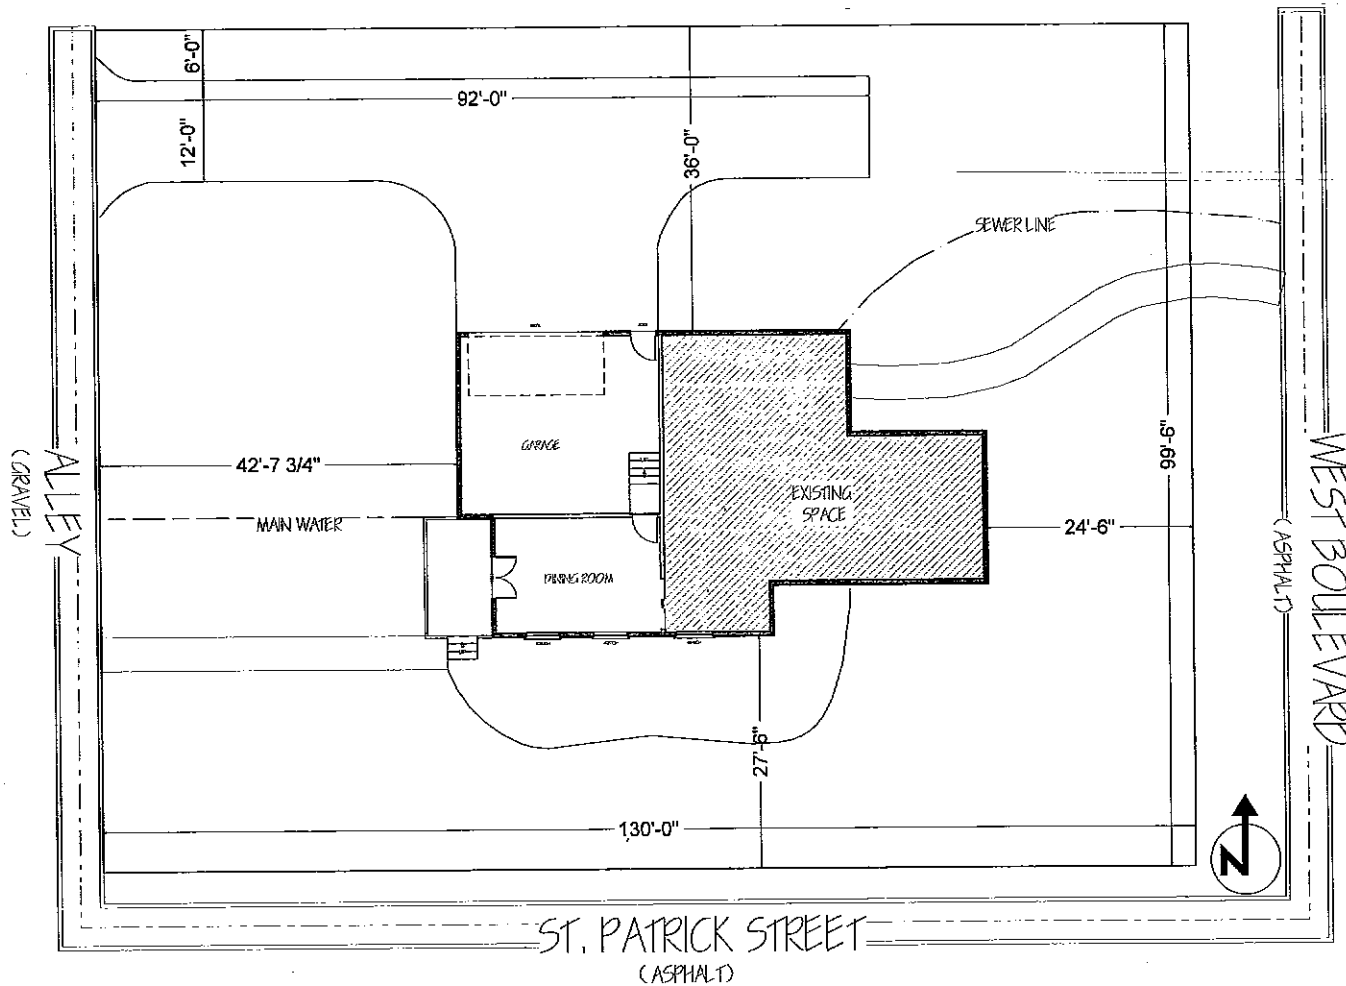 6'-0"
92'-0"
12'-0"
36'-0"
SEWER LINE
GARAGE
42'-7 3/4"
MAIN WATER
EXISTING
SPACE
24'-6"
99'-6"
DINING ROOM
27'-6"
130'-0"
N
ALLEY
(GRAVEL)
WEST BOULEVARD
(ASPHALT)
ST. PATRICK STREET
(ASPHALT)